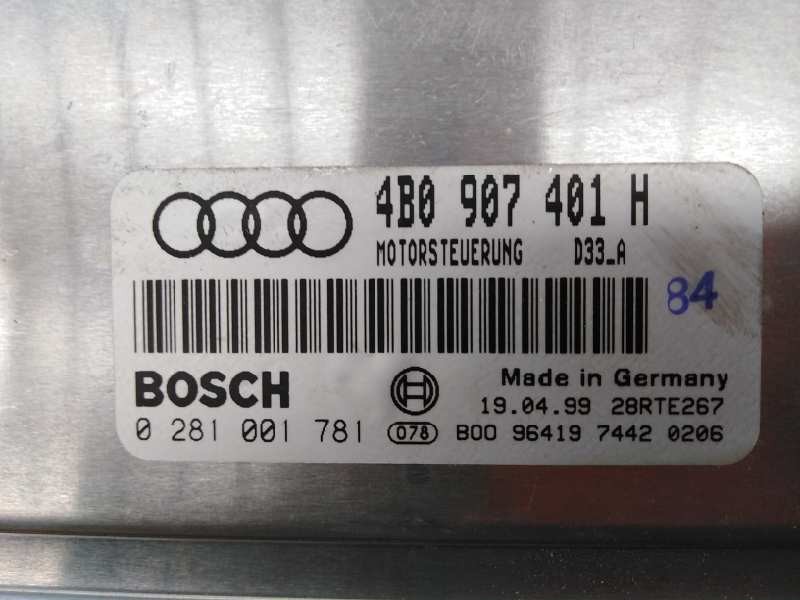 4B0 907 401 H
MOTORSTEUERUNG D33_A
84
BOSCH
Made in Germany
19.04.99 28RTE267
0 281 001 781 078 B00 96419 7442 0206